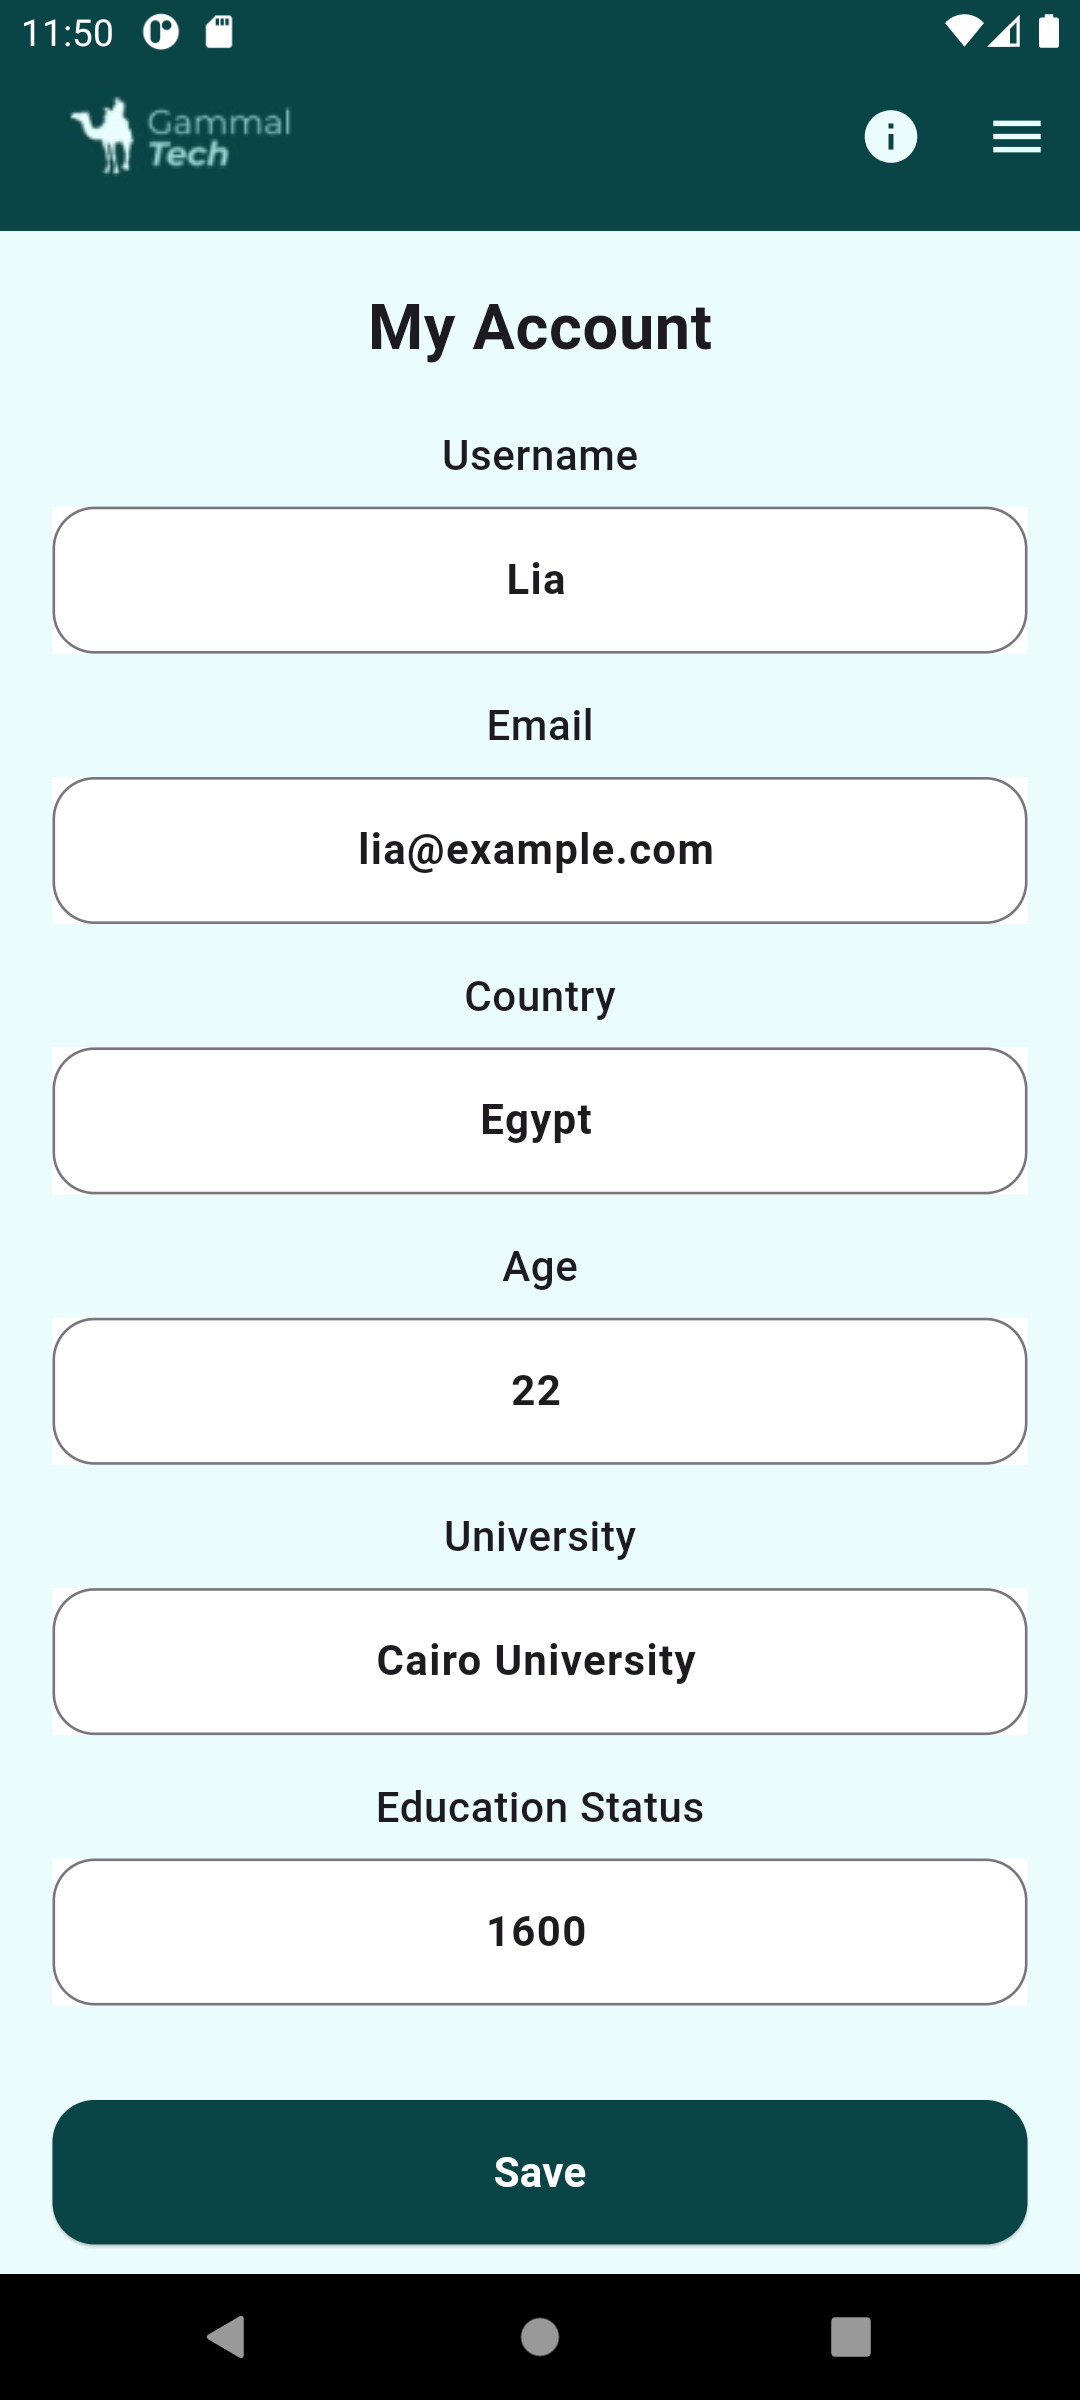 11:50
Gammal
Tech
My Account
Username
Lia
Email
lia@example.com
Country
Egypt
Age
22
University
Cairo University
Education Status
1600
Save